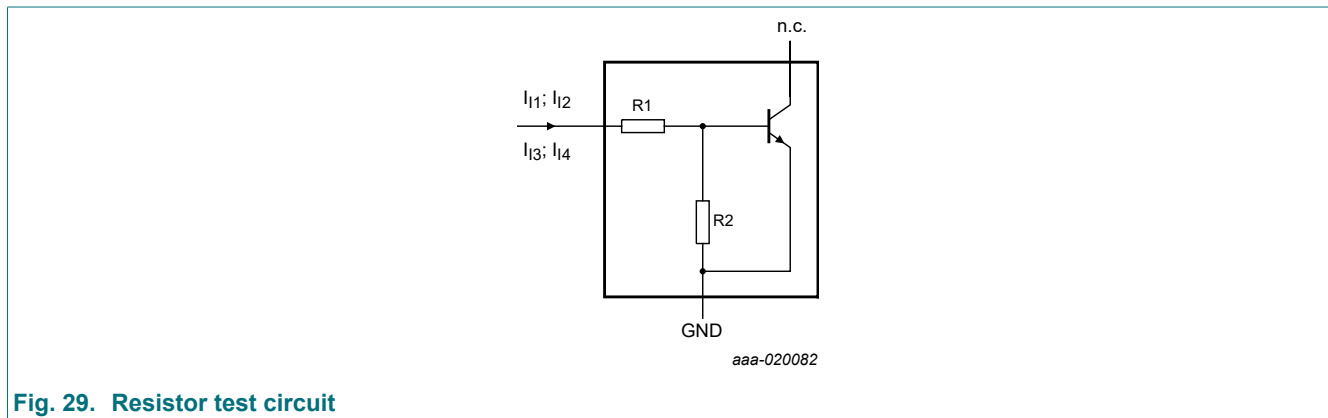 n.c.
I_I1; I_I2
R1
I_I3; I_I4
R2
GND
aaa-020082
Fig. 29. Resistor test circuit